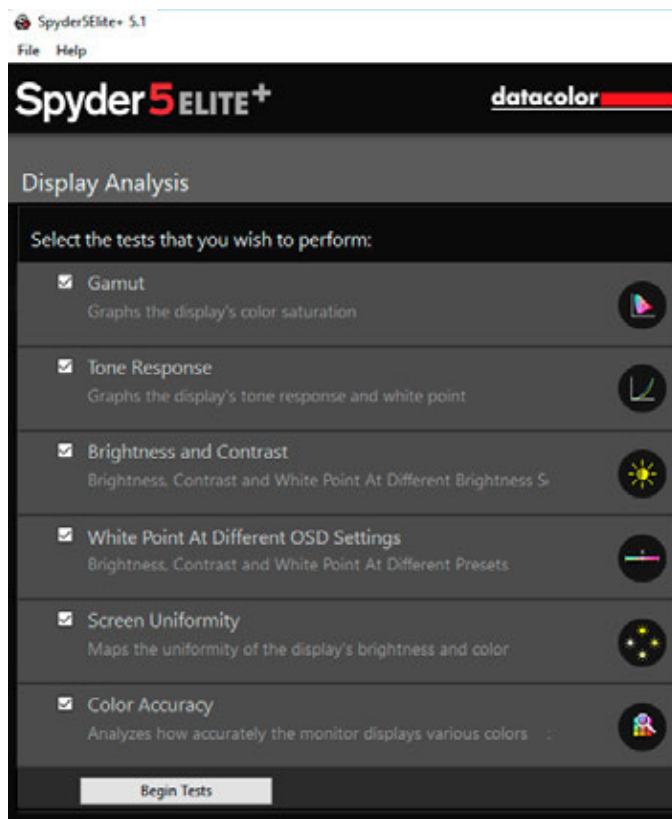 Spyder5Elite+ 5.1
File Help
Spyder5ELITE+ datacolor
Display Analysis
Select the tests that you wish to perform:
Gamut
Graphs the display's color saturation
Tone Response
Graphs the display's tone response and white point
Brightness and Contrast
Brightness, Contrast and White Point At Different Brightness
White Point At Different OSD Settings
Brightness, Contrast and White Point At Different Presets
Screen Uniformity
Maps the uniformity of the display's brightness and color
Color Accuracy
Analyzes how accurately the monitor displays various colors
Begin Tests